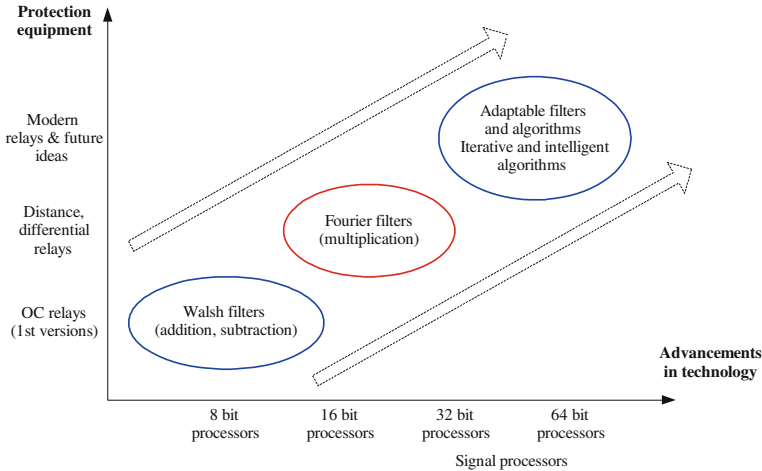 Protection
equipment
Modern
relays & future
ideas
Adaptable filters
and algorithms
Iterative and intelligent
algorithms
Distance,
differential
relays
Fourier filters
(multiplication)
OC relays
(1st versions)
Walsh filters
(addition, subtraction)
Advancements
in technology
8 bit
processors
16 bit
processors
32 bit
processors
64 bit
processors
Signal processors